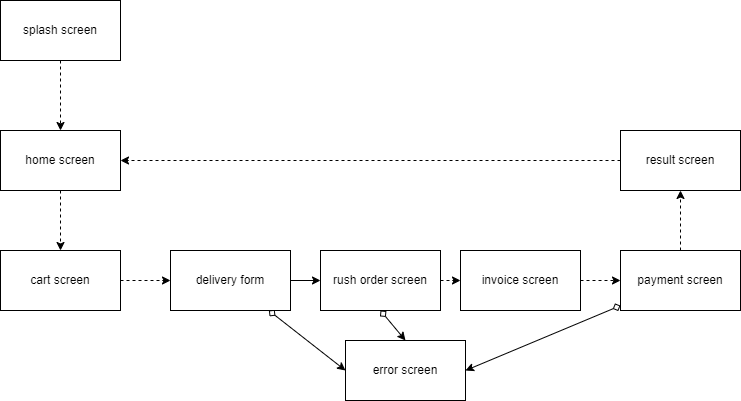 splash screen
home screen
result screen
cart screen
delivery form
rush order screen
invoice screen
payment screen
error screen